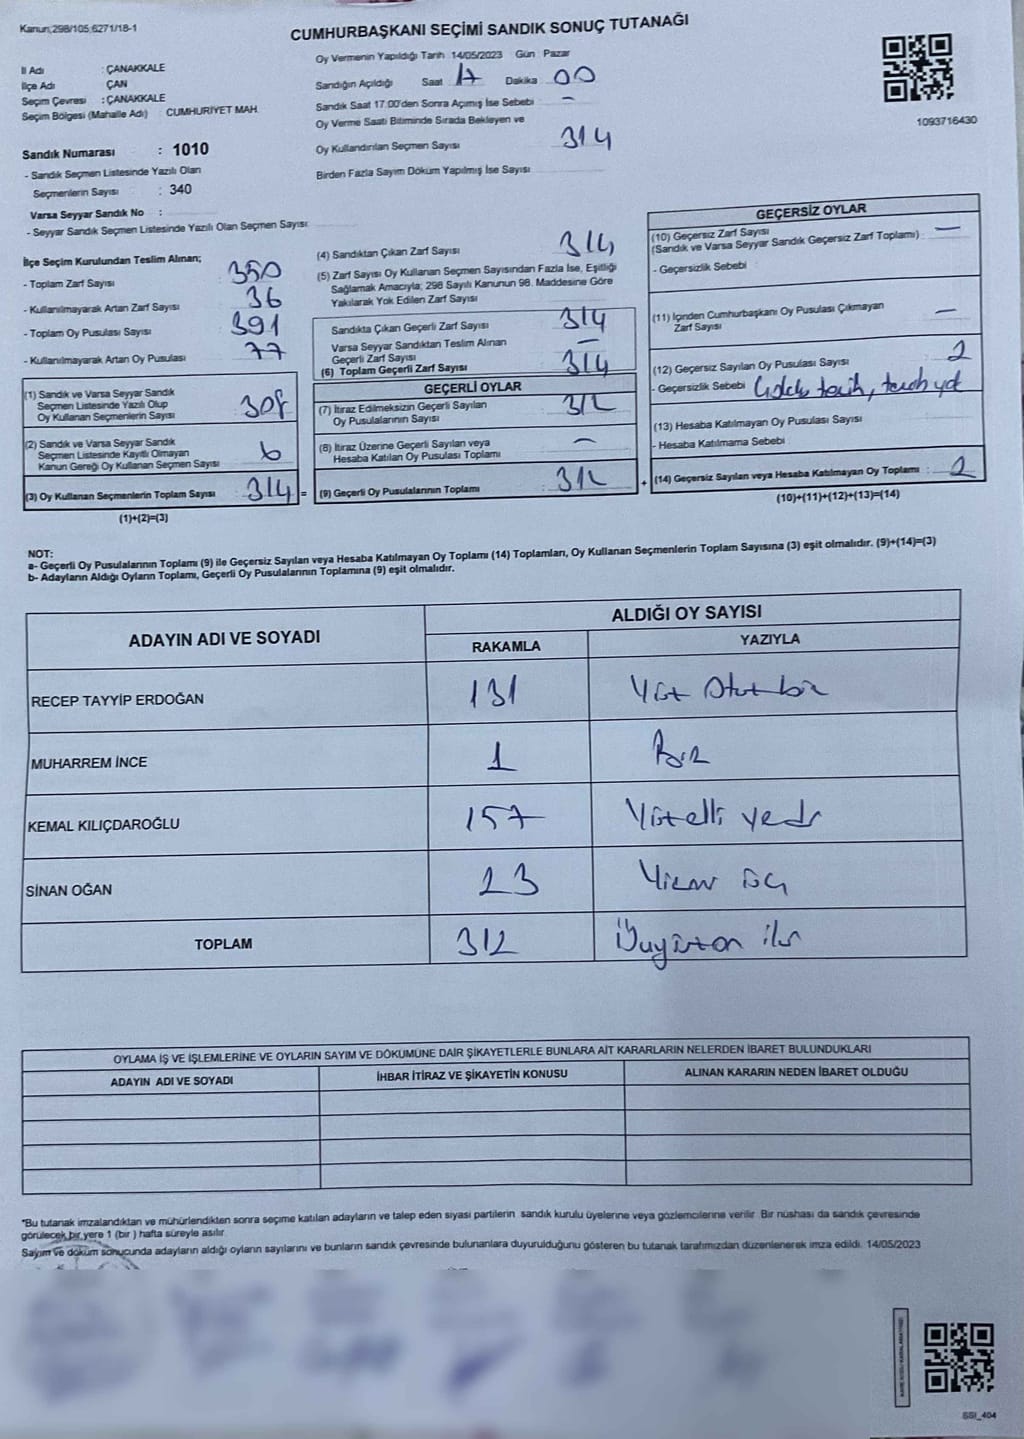 Kanun;298/105;6271/18-1
CUMHURBAŞKANI SEÇİMİ SANDIK SONUÇ TUTANAĞI
İl Adı : ÇANAKKALE
İlçe Adı ÇAN
Seçim Çevresi : ÇANAKKALE
Seçim Bölgesi (Mahalle Adı) : CUMHURİYET MAH.
Sandık Numarası : 1010
- Sandık Seçmen Listesinde Yazılı Olan
Seçmenlerin Sayısı : 340
Varsa Seyyar Sandık No :
- Seyyar Sandık Seçmen Listesinde Yazılı Olan Seçmen Sayısı:
Oy Vermenin Yapıldığı Tarih 14/05/2023 Gün Pazar
Sandığın Açıldığı Saat 17 Dakika 00
Sandık Saat 17:00'den Sonra Açımış İse Sebebi : -
Oy Verme Saati Bitiminde Sırada Bekleyen ve
Oy Kullandırılan Seçmen Sayısı 314
Birden Fazla Sayım Döküm Yapılmış İse Sayısı
1093716430
İlçe Seçim Kurulundan Teslim Alınan;
- Toplam Zarf Sayısı 350
- Kullanılmayarak Artan Zarf Sayısı 36
- Toplam Oy Pusulası Sayısı 391
- Kullanılmayarak Artan Oy Pusulası 77
(1) Sandık ve Varsa Seyyar Sandık
Seçmen Listesinde Yazılı Olup
Oy Kullanan Seçmenlerin Sayısı 308
(2) Sandık ve Varsa Seyyar Sandık
Seçmen Listesinde Kayıtlı Olmayan
Kanun Gereği Oy Kullanan Seçmen Sayısı 6
(3) Oy Kullanan Seçmenlerin Toplam Sayısı 314 =
(1)+(2)=(3)
(4) Sandıktan Çıkan Zarf Sayısı 314
(5) Zarf Sayısı Oy Kullanan Seçmen Sayısından Fazla İse, Eşitliği
Sağlamak Amacıyla; 298 Sayılı Kanunun 98. Maddesine Göre
Yakılarak Yok Edilen Zarf Sayısı
Sandıkta Çıkan Geçerli Zarf Sayısı 314
Varsa Seyyar Sandıktan Teslim Alınan
Geçerli Zarf Sayısı -
(6) Toplam Geçerli Zarf Sayısı 314
GEÇERLİ OYLAR
(7) İtiraz Edilmeksizin Geçerli Sayılan
Oy Pusulalarının Sayısı 312
(8) İtiraz Üzerine Geçerli Sayılan veya
Hesaba Katılan Oy Pusulası Toplamı -
(9) Geçerli Oy Pusulalarının Toplamı 312 +
GEÇERSİZ OYLAR
(10) Geçersiz Zarf Sayısı
(Sandık ve Varsa Seyyar Sandık Geçersiz Zarf Toplamı) : -
- Geçersizlik Sebebi :
(11) İçinden Cumhurbaşkanı Oy Pusulası Çıkmayan
Zarf Sayısı -
(12) Geçersiz Sayılan Oy Pusulası Sayısı 2
- Geçersizlik Sebebi
(13) Hesaba Katılmayan Oy Pusulası Sayısı
- Hesaba Katılmama Sebebi
(14) Geçersiz Sayılan veya Hesaba Katılmayan Oy Toplamı : 2
(10)+(11)+(12)+(13)=(14)
NOT:
a- Geçerli Oy Pusulalarının Toplamı (9) ile Geçersiz Sayılan veya Hesaba Katılmayan Oy Toplamı (14) Toplamları, Oy Kullanan Seçmenlerin Toplam Sayısına (3) eşit olmalıdır. (9)+(14)=(3)
b- Adayların Aldığı Oyların Toplamı, Geçerli Oy Pusulalarının Toplamına (9) eşit olmalıdır.
ADAYIN ADI VE SOYADI ALDIĞI OY SAYISI
RAKAMLA YAZIYLA
RECEP TAYYİP ERDOĞAN 131 Yüz Otuz bir
MUHARREM İNCE 1 Bir
KEMAL KILIÇDAROĞLU 157 Yüzelli yedi
SİNAN OĞAN 23 Yirmi üç
TOPLAM 312 Üçyüzon iki
OYLAMA İŞ VE İŞLEMLERİNE VE OYLARIN SAYIM VE DÖKÜMÜNE DAİR ŞİKAYETLERLE BUNLARA AİT KARARLARIN NELERDEN İBARET BULUNDUKLARI
ADAYIN ADI VE SOYADI İHBAR İTİRAZ VE ŞİKAYETİN KONUSU ALINAN KARARIN NEDEN İBARET OLDUĞU
*Bu tutanak imzalandıktan ve mühürlendikten sonra seçime katılan adayların ve talep eden siyasi partilerin sandık kurulu üyelerine veya gözlemcilerine verilir. Bir nüshası da sandık çevresinde
görülecek bir yere 1 (bir ) hafta süreyle asılır.
Sayım ve döküm sonucunda adayların aldığı oyların sayılarını ve bunların sandık çevresinde bulunanlara duyurulduğunu gösteren bu tutanak tarafımızdan düzenlenerek imza edildi. 14/05/2023
SSI_404